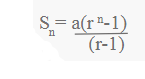 Sₙ = a(rⁿ-1)
(r-1)